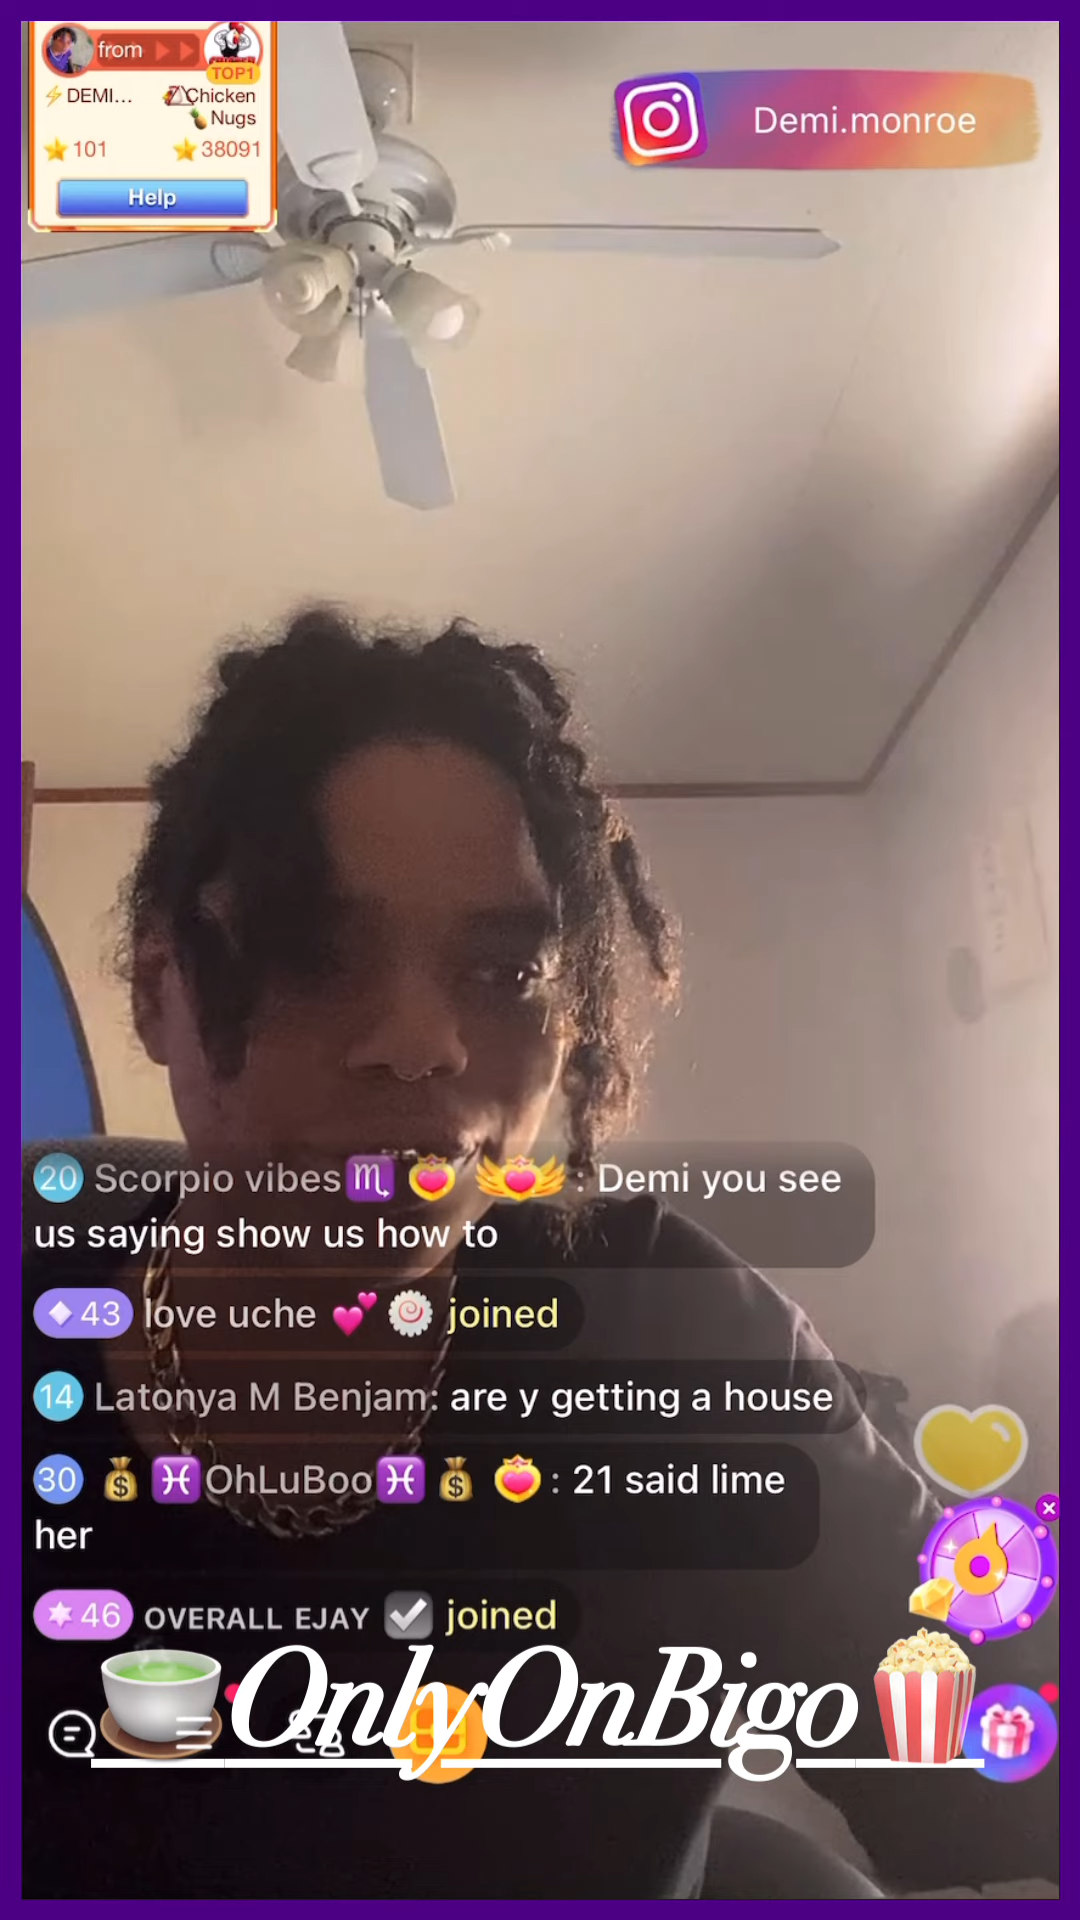 from
TOP1
DEMI...
Chicken
Nugs
101
38091
Help
Demi.monroe
20 Scorpio vibes♏ : Demi you see
us saying show us how to
43 love uche 💕 🍥 joined
14 Latonya M Benjam: are y getting a house
30 💰 ♓OhLuBoo♓ 💰 : 21 said lime
her
46 OVERALL EJAY ☑ joined
🍵OnlyOnBigo🍿